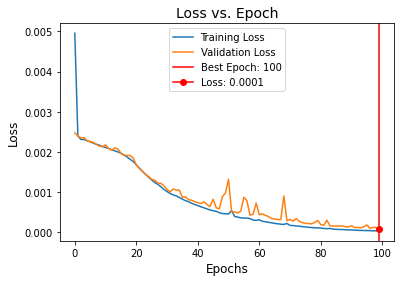 Loss vs. Epoch
Training Loss
Validation Loss
Best Epoch: 100
Loss: 0.0001
0.005
0.004
0.003
0.002
0.001
0.000
Loss
0 20 40 60 80 100
Epochs